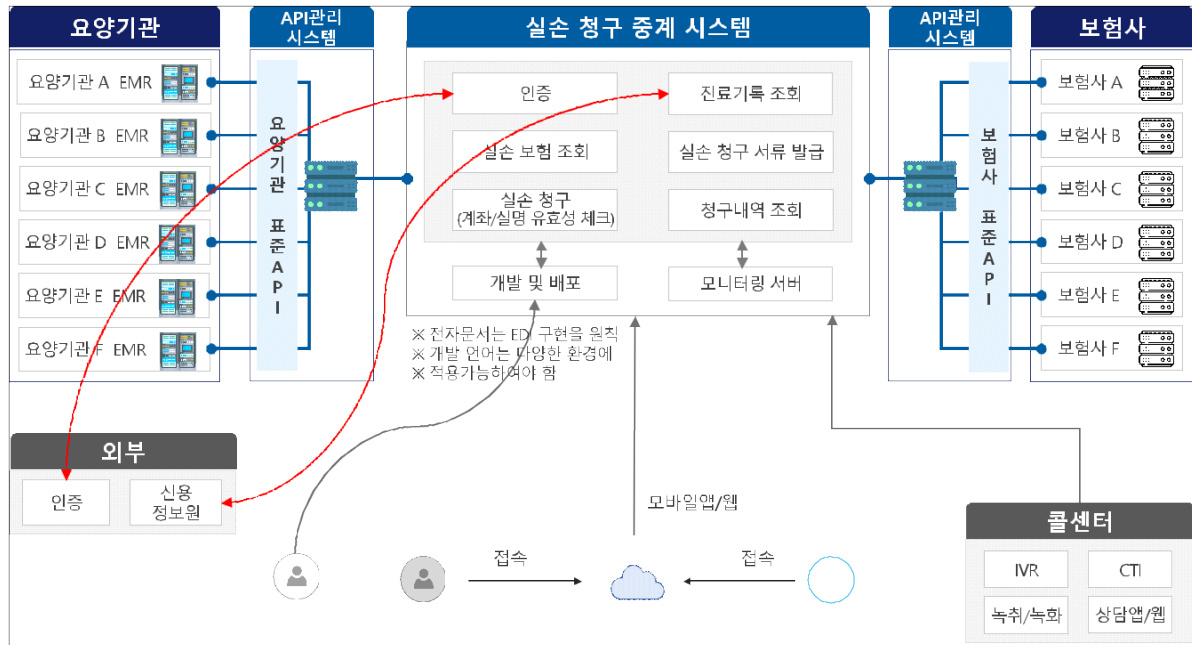 요양기관
API관리
시스템
실손 청구 중계 시스템
API관리
시스템
보험사
요양기관 A EMR
요양기관 B EMR
요양기관 C EMR
요양기관 D EMR
요양기관 E EMR
요양기관 F EMR
요양기관 표준API
인증
진료기록 조회
실손 보험 조회
실손 청구 서류 발급
실손 청구
(계좌/실명 유효성 체크)
청구내역 조회
개발 및 배포
모니터링 서버
※ 전자문서는 EDI 구현을 원칙
※ 개발 언어는 다양한 환경에
※ 적용가능하여야 함
보험사 표준API
보험사 A
보험사 B
보험사 C
보험사 D
보험사 E
보험사 F
외부
인증
신용
정보원
모바일앱/웹
접속
접속
콜센터
IVR
CTI
녹취/녹화
상담앱/웹